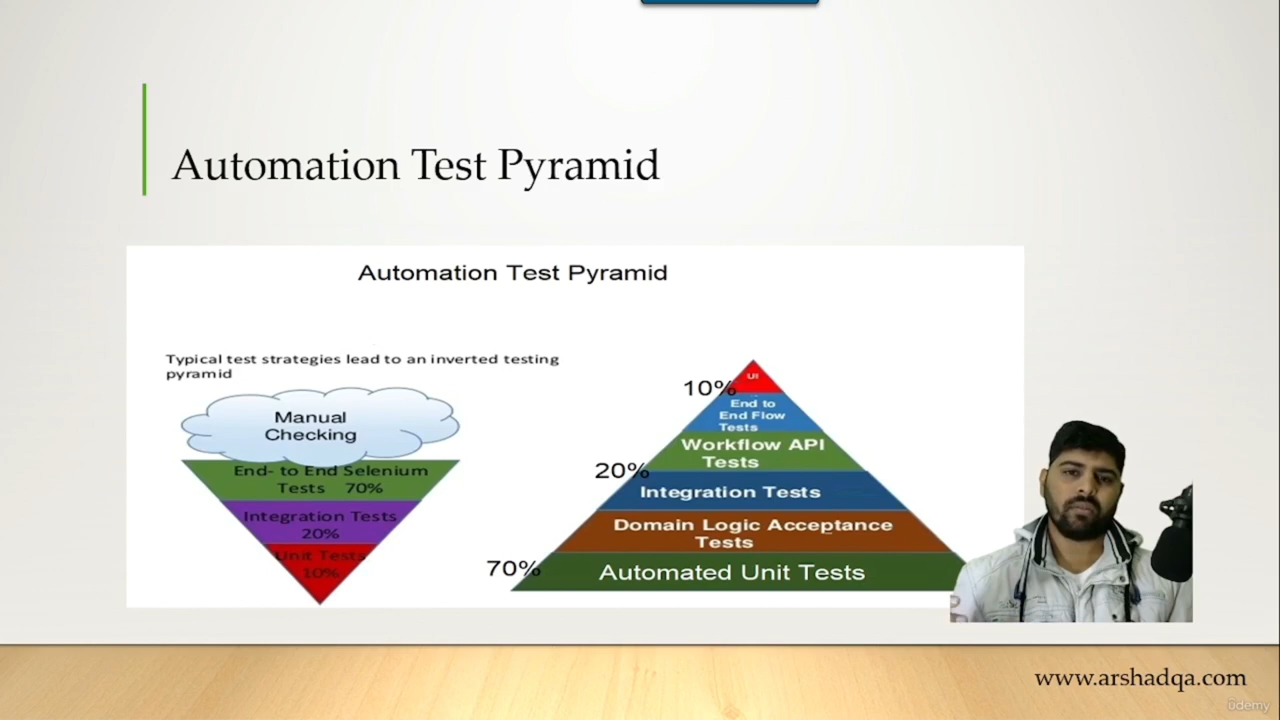 Automation Test Pyramid
Automation Test Pyramid
Typical test strategies lead to an inverted testing
pyramid
Manual
Checking
End- to End Selenium
Tests 70%
Integration Tests
20%
Unit Tests
10%
10%
UI
End to
End Flow
Tests
Workflow API
Tests
20%
Integration Tests
Domain Logic Acceptance
Tests
70%
Automated Unit Tests
www.arshadqa.com
ûdemy